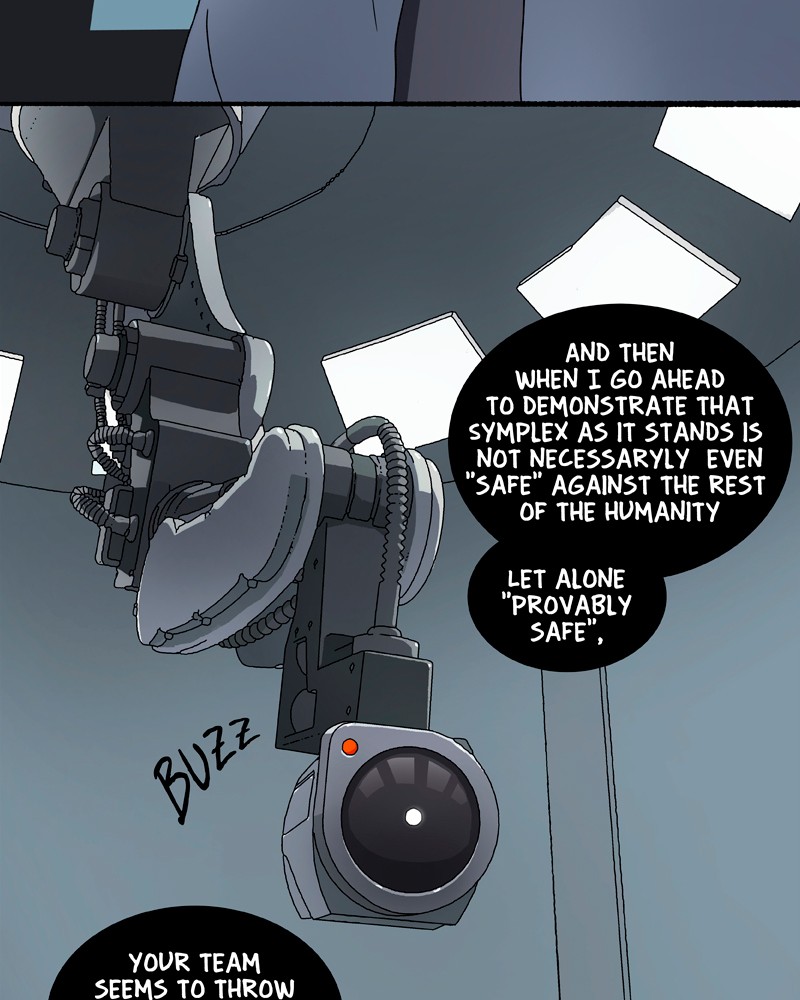 AND THEN
WHEN I GO AHEAD
TO DEMONSTRATE THAT
SYMPLEX AS IT STANDS IS
NOT NECESSARYLY EVEN
"SAFE" AGAINST THE REST
OF THE HUMANITY
LET ALONE
"PROVABLY
SAFE",
BUZZ
YOUR TEAM
SEEMS TO THROW